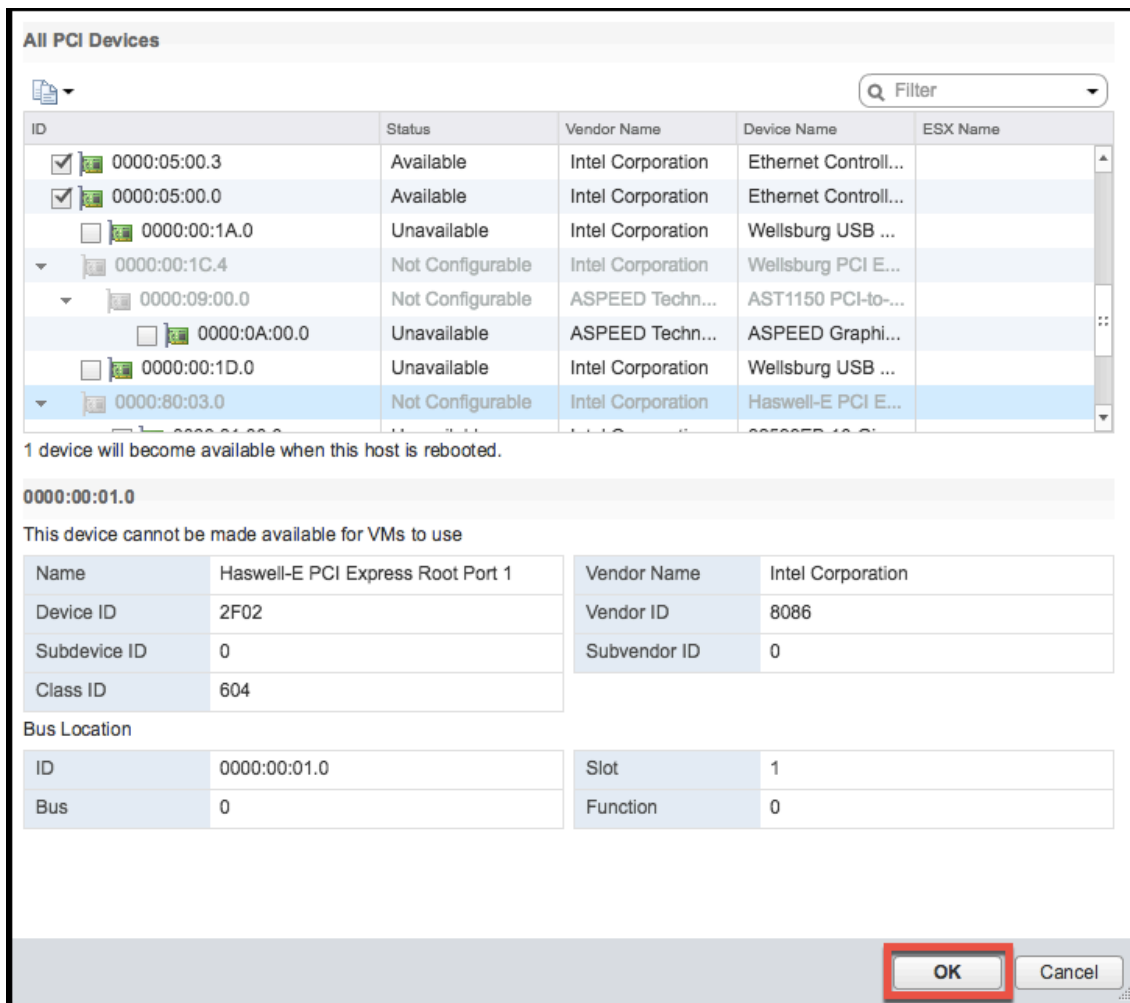 All PCI Devices
Filter
ID Status Vendor Name Device Name ESX Name
0000:05:00.3 Available Intel Corporation Ethernet Controll...
0000:05:00.0 Available Intel Corporation Ethernet Controll...
0000:00:1A.0 Unavailable Intel Corporation Wellsburg USB ...
0000:00:1C.4 Not Configurable Intel Corporation Wellsburg PCI E...
0000:09:00.0 Not Configurable ASPEED Techn... AST1150 PCI-to-...
0000:0A:00.0 Unavailable ASPEED Techn... ASPEED Graphi...
0000:00:1D.0 Unavailable Intel Corporation Wellsburg USB ...
0000:80:03.0 Not Configurable Intel Corporation Haswell-E PCI E...
1 device will become available when this host is rebooted.
0000:00:01.0
This device cannot be made available for VMs to use
Name Haswell-E PCI Express Root Port 1 Vendor Name Intel Corporation
Device ID 2F02 Vendor ID 8086
Subdevice ID 0 Subvendor ID 0
Class ID 604
Bus Location
ID 0000:00:01.0 Slot 1
Bus 0 Function 0
OK Cancel